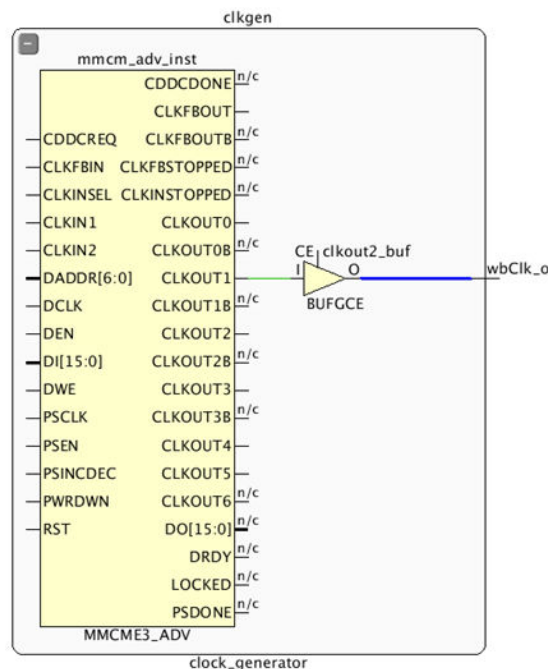 clkgen
mmcm_adv_inst
CDDCDONE n/c
CLKFBOUT
CDDCREQ CLKFBOUTB n/c
CLKFBIN CLKFBSTOPPED n/c
CLKINSEL CLKINSTOPPED n/c
CLKIN1 CLKOUT0
CLKIN2 CLKOUT0B n/c
CE clkout2_buf
DADDR[6:0] CLKOUT1 I O wbClk_o
DCLK CLKOUT1B n/c BUFGCE
DEN CLKOUT2
DI[15:0] CLKOUT2B n/c
DWE CLKOUT3
PSCLK CLKOUT3B n/c
PSEN CLKOUT4
PSINCDEC CLKOUT5
PWRDWN CLKOUT6 n/c
RST DO[15:0] n/c
DRDY n/c
LOCKED n/c
PSDONE n/c
MMCME3_ADV
clock_generator